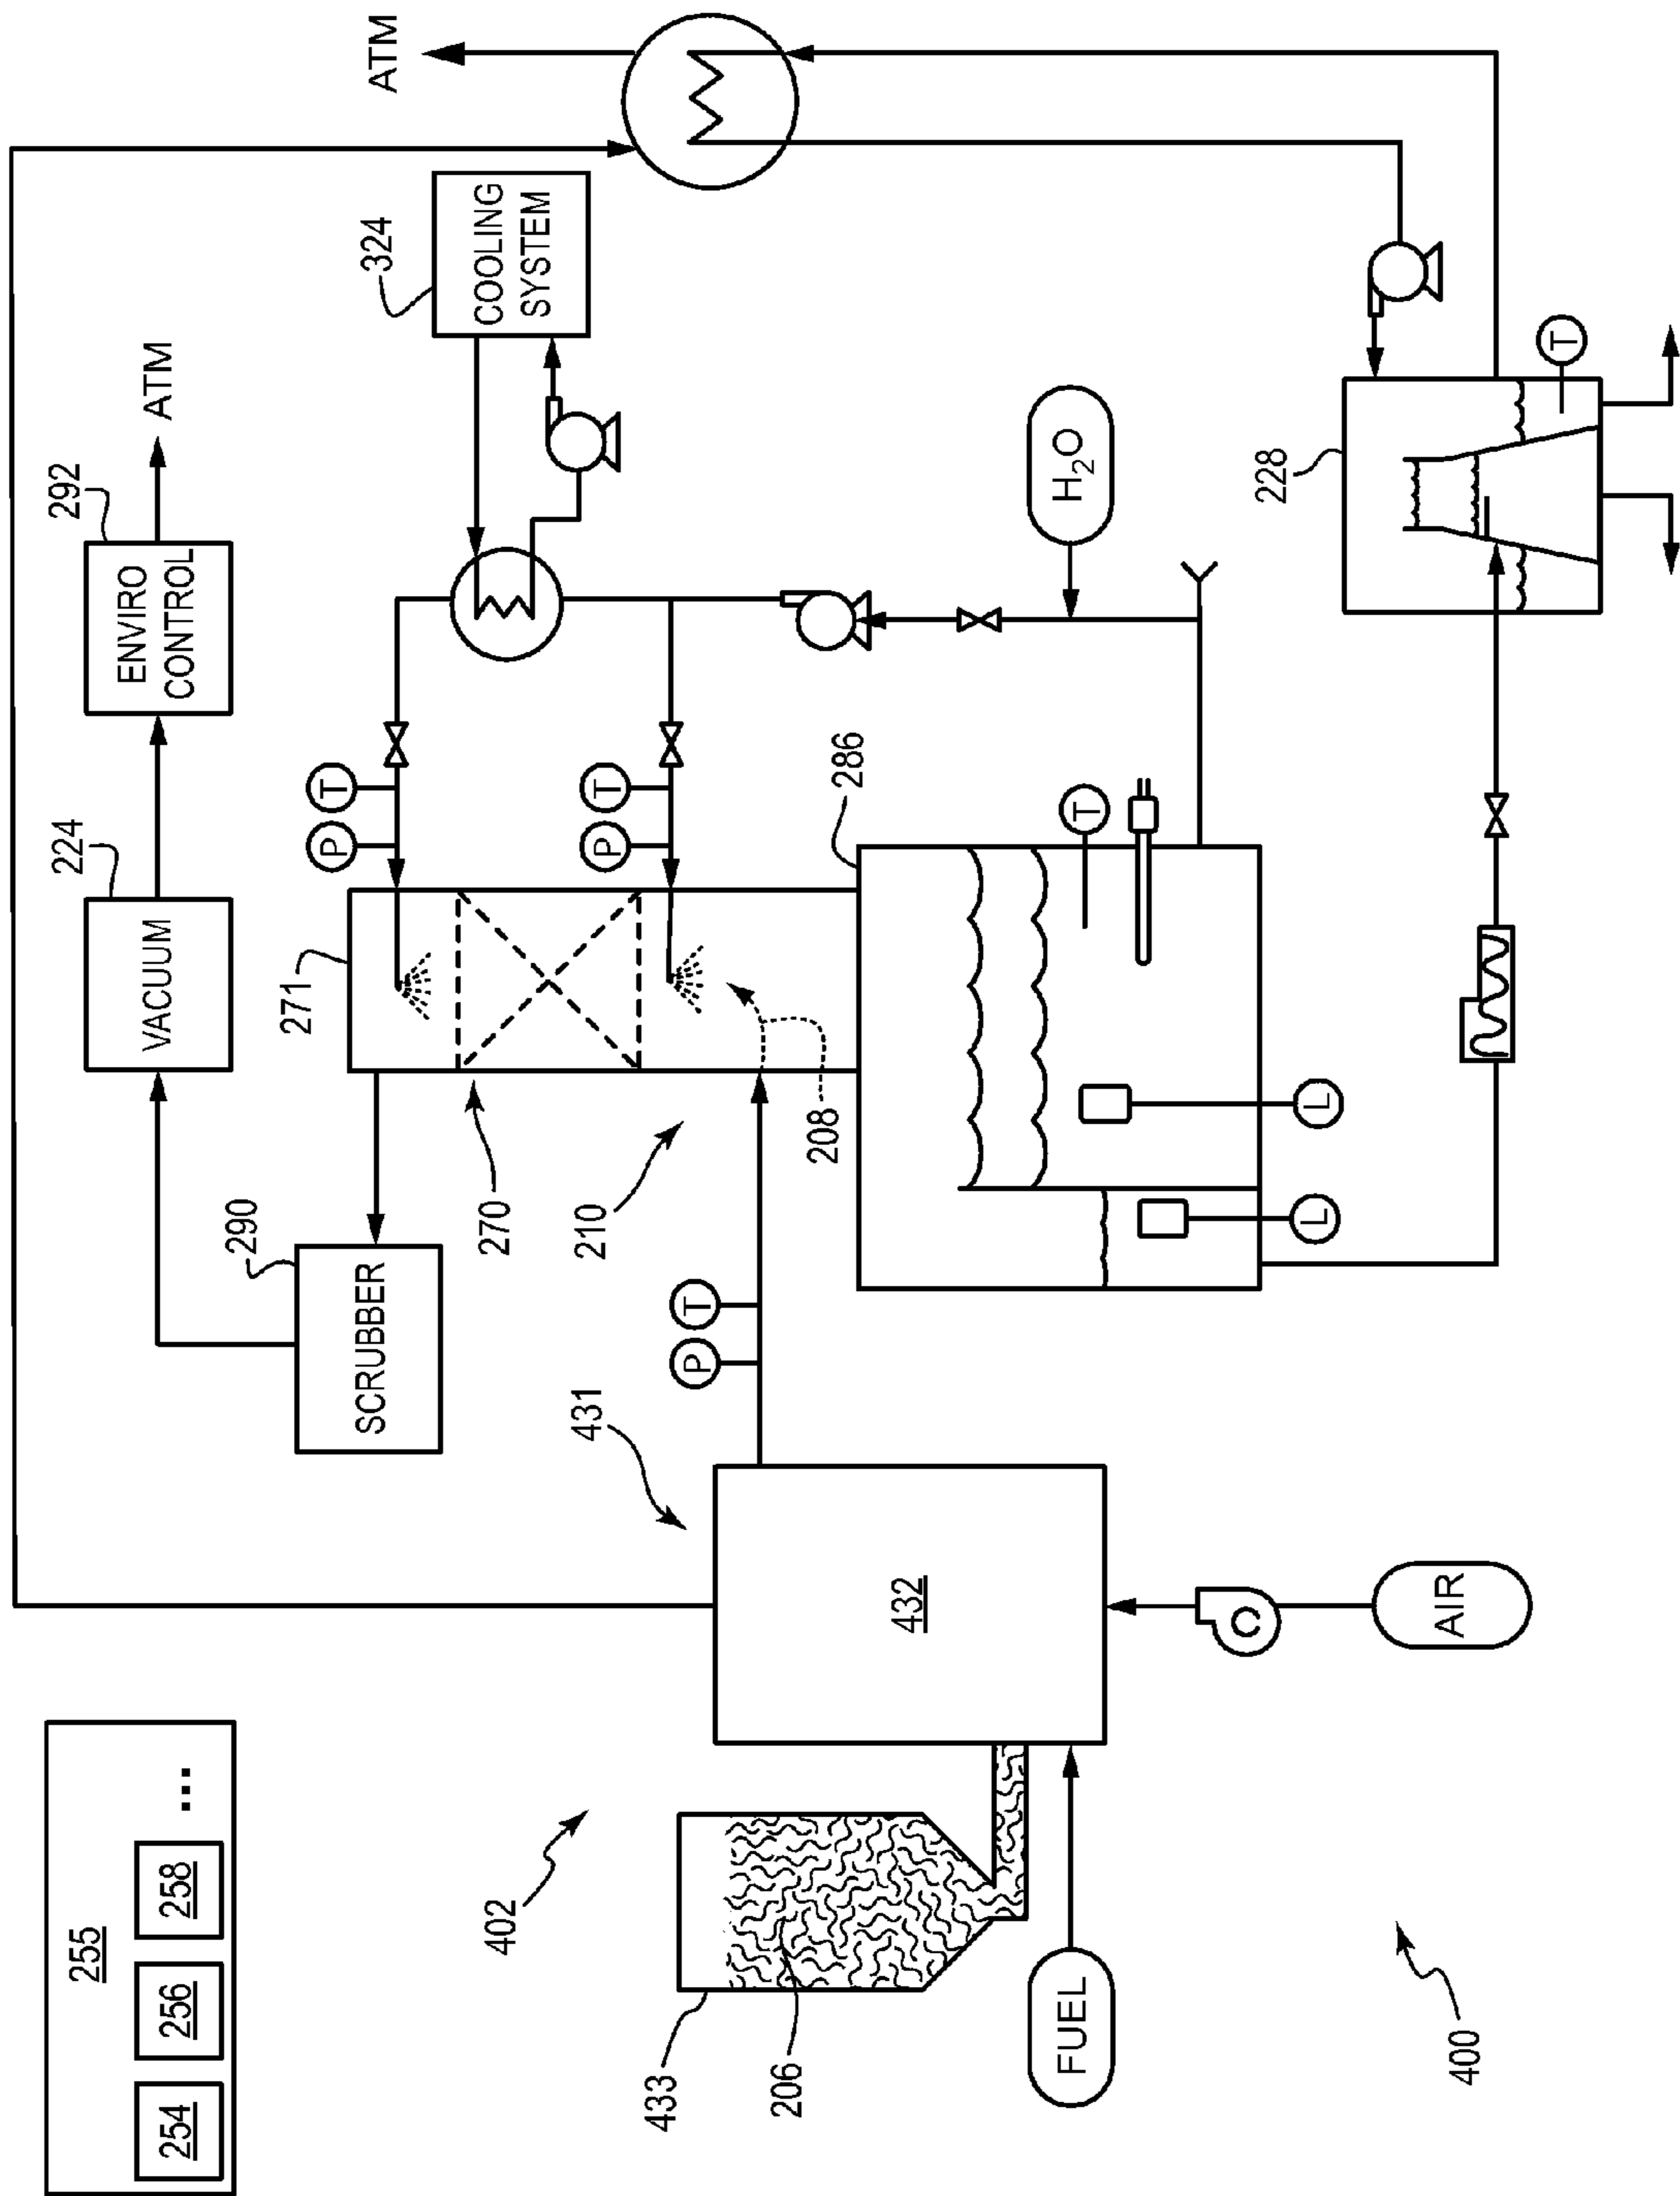 255
254
256
258
...
224
VACUUM
292
ENVIRO
CONTROL
ATM
ATM
290
SCRUBBER
271
P
T
324
COOLING
SYSTEM
270
210
208
P
T
431
P
T
286
T
H2O
402
433
206
432
L
L
228
T
FUEL
AIR
400